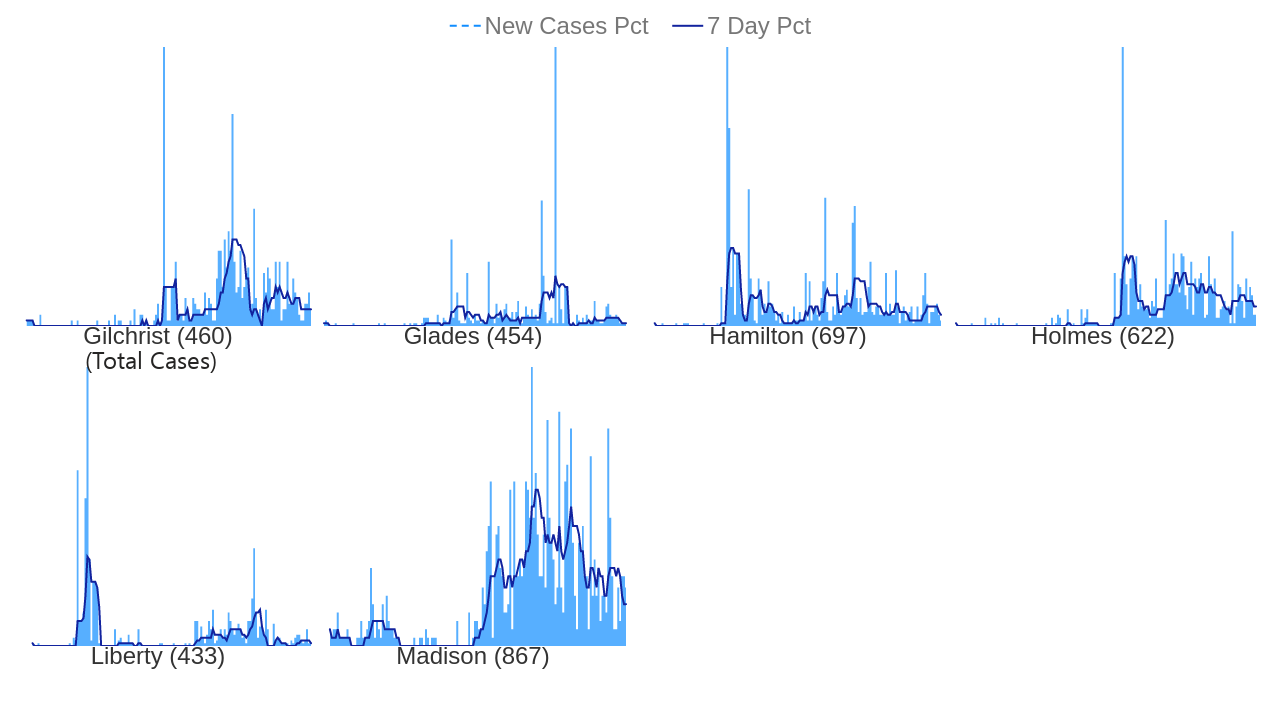 New Cases Pct 7 Day Pct
Gilchrist (460) Glades (454) Hamilton (697) Holmes (622)
(Total Cases)
Liberty (433) Madison (867)